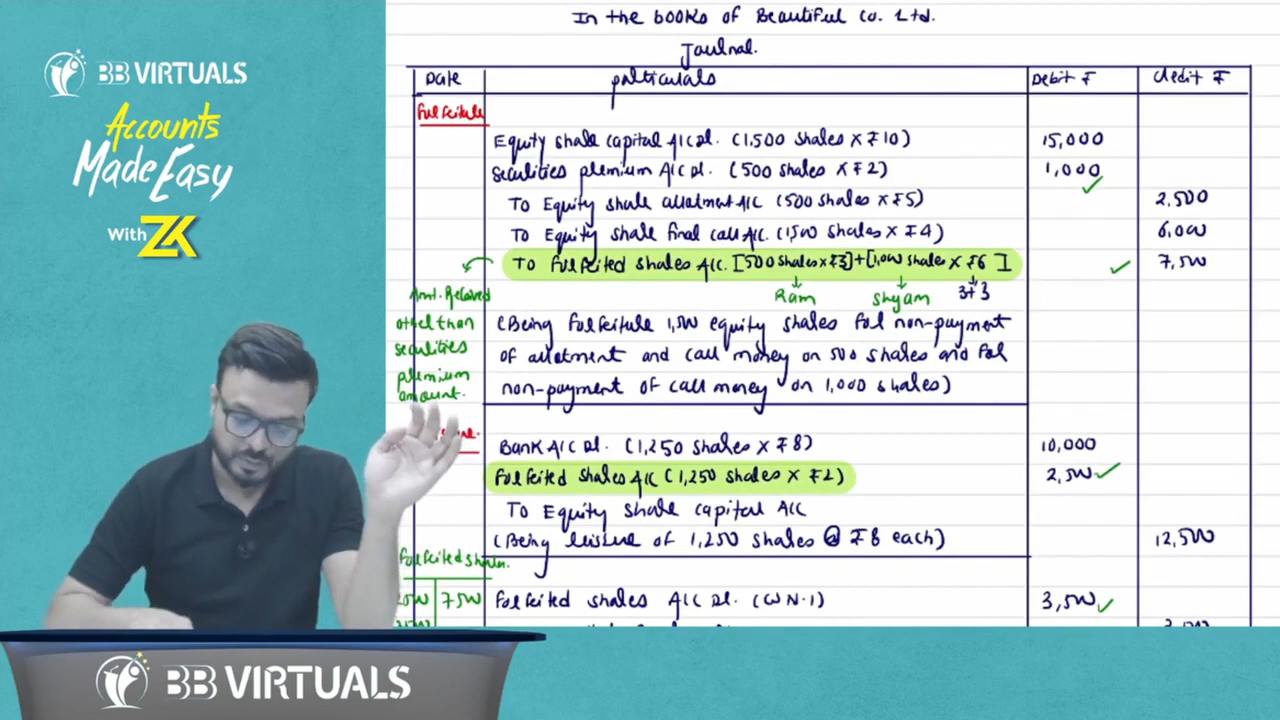 BB VIRTUALS
Accounts
Made Easy
With ZK
In the books of Beautiful Co. Ltd.
Journal.
Date Particulars Debit ₹ Credit ₹
Forfeiture
Equity share capital A/c Dr. (1,500 shares × ₹10) 15,000
Securities premium A/c Dr. (500 shares × ₹2) 1,000
To Equity share allotment A/c (500 shares × ₹5) 2,500
To Equity share final call A/c. (1,500 shares × ₹4) 6,000
To Forfeited shares A/c. [500 shares×₹3]+[1,000 shares × ₹6] 7,500
Ram Shyam 3+3
Amt. Received
other than
securities
premium
amount.
(Being forfeiture 1,500 equity shares for non-payment
of allotment and call money on 500 shares and for
non-payment of call money on 1,000 shares)
Bank A/c Dr. (1,250 shares × ₹8) 10,000
Forfeited shares A/c (1,250 shares × ₹2) 2,500
To Equity share capital A/c
(Being reissue of 1,250 shares @ ₹8 each) 12,500
Forfeited shares.
7500
Forfeited shares A/c Dr. (WN.1) 3,500
BB VIRTUALS